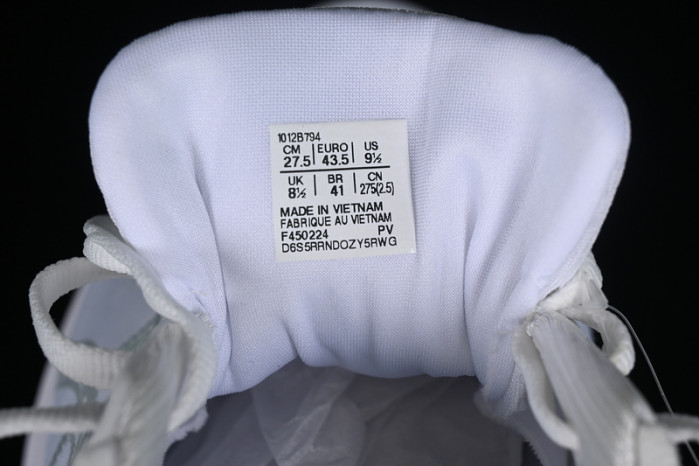 1012B794
CM EURO US
27.5 43.5 9½
UK BR CN
8½ 41 275(2.5)
MADE IN VIETNAM
FABRIQUE AU VIETNAM
F450224 PV
D6S5RRNDOZY5RWG